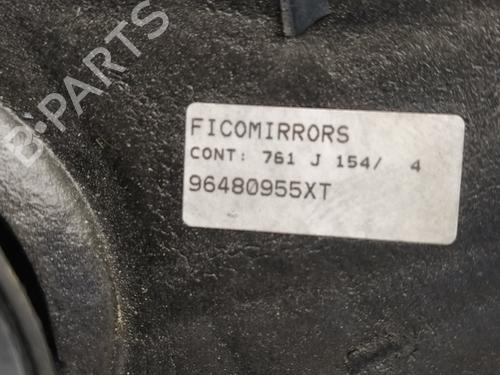 B-PARTS
FICOMIRRORS
CONT: 761 J 154/ 4
96480955XT